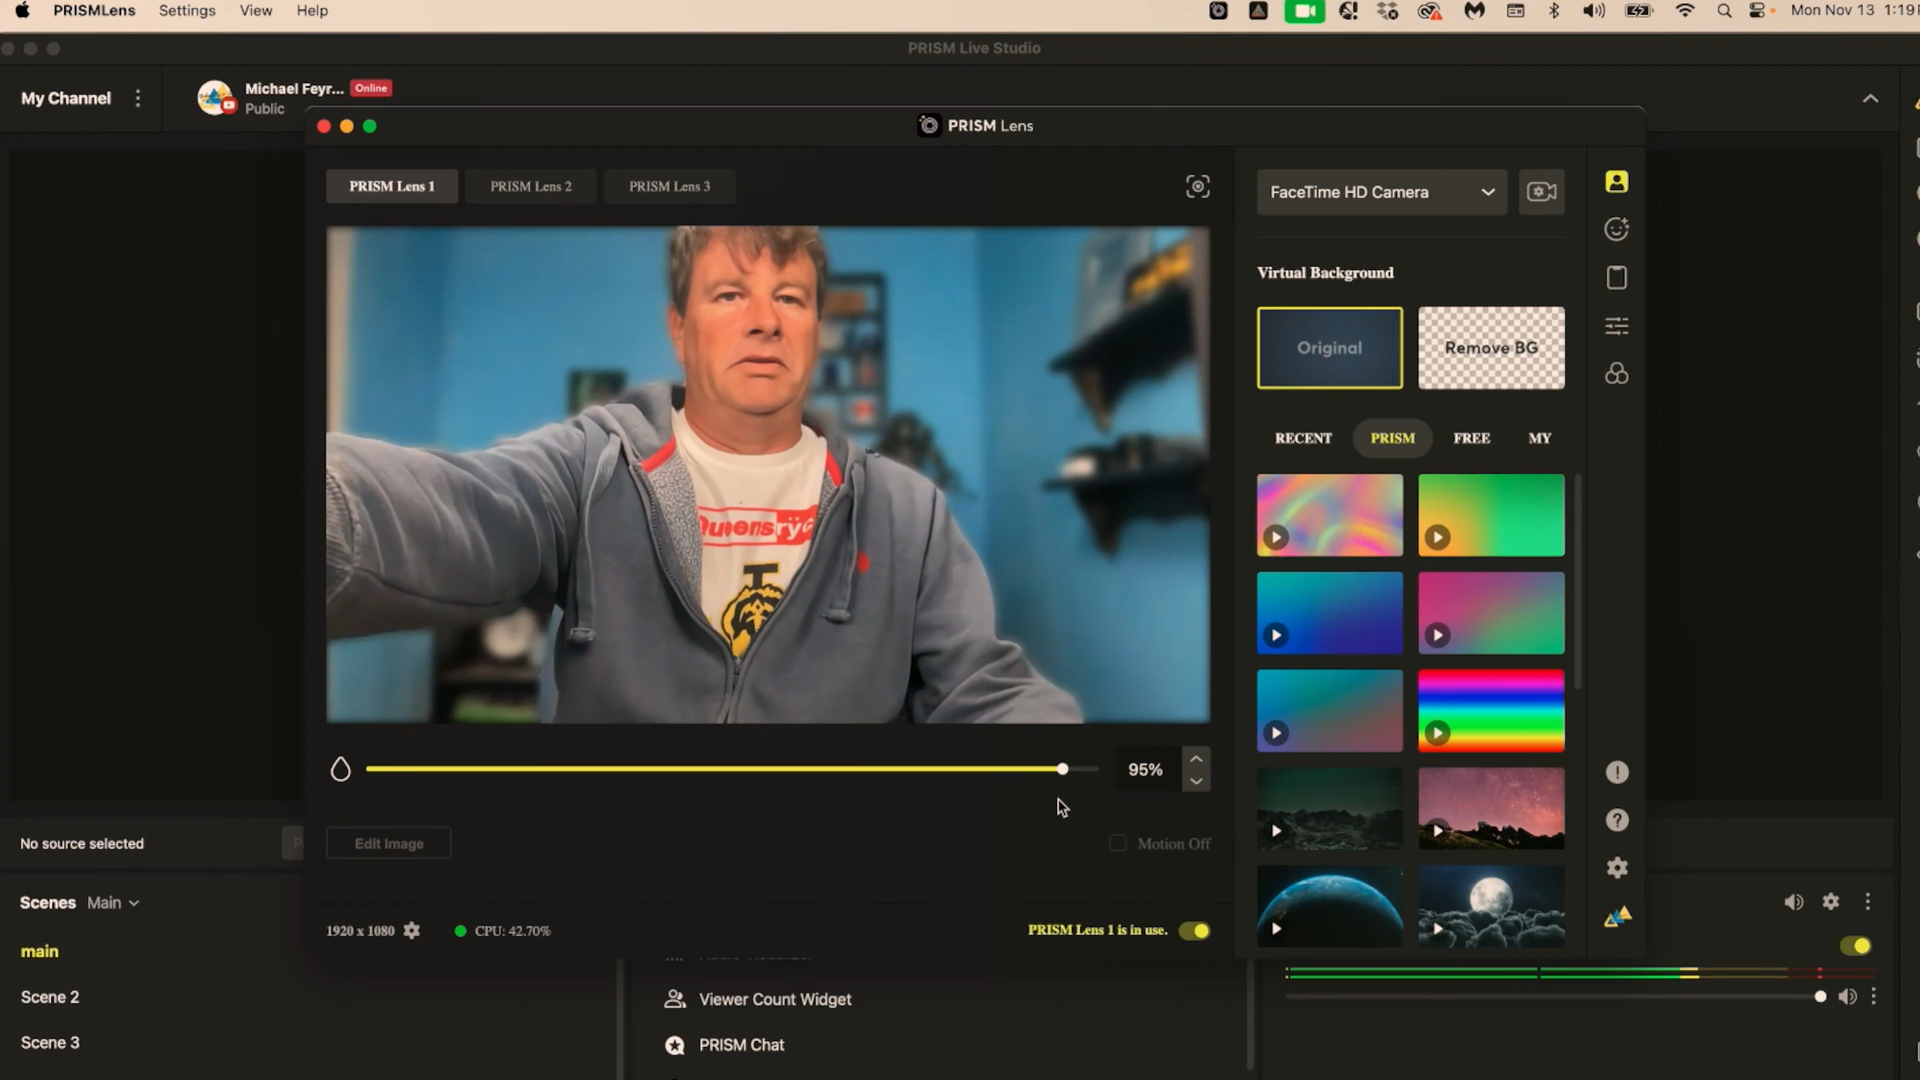 PRISMLens Settings View Help Mon Nov 13 1:19
PRISM Live Studio
My Channel
Michael Feyr... Online
Public
PRISM Lens
PRISM Lens 1 PRISM Lens 2 PRISM Lens 3
FaceTime HD Camera
Virtual Background
Original Remove BG
RECENT PRISM FREE MY
Queensrÿc
95%
Edit Image Motion Off
No source selected
Scenes Main
1920 x 1080 CPU: 42.70% PRISM Lens 1 is in use.
main
Scene 2
Viewer Count Widget
Scene 3
PRISM Chat